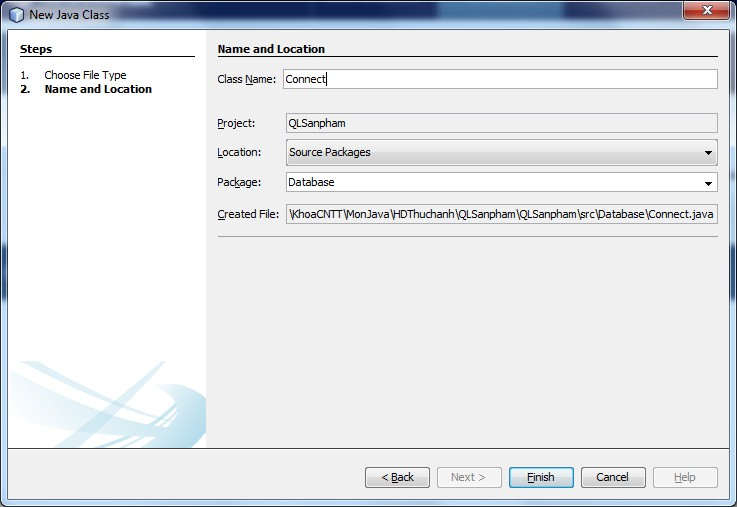 New Java Class
Steps
1. Choose File Type
2. Name and Location
Name and Location
Class Name: Connect
Project: QLSanpham
Location: Source Packages
Package: Database
Created File: \KhoaCNTT\MonJava\HDThuchanh\QLSanpham\QLSanpham\src\Database\Connect.java
< Back Next > Finish Cancel Help